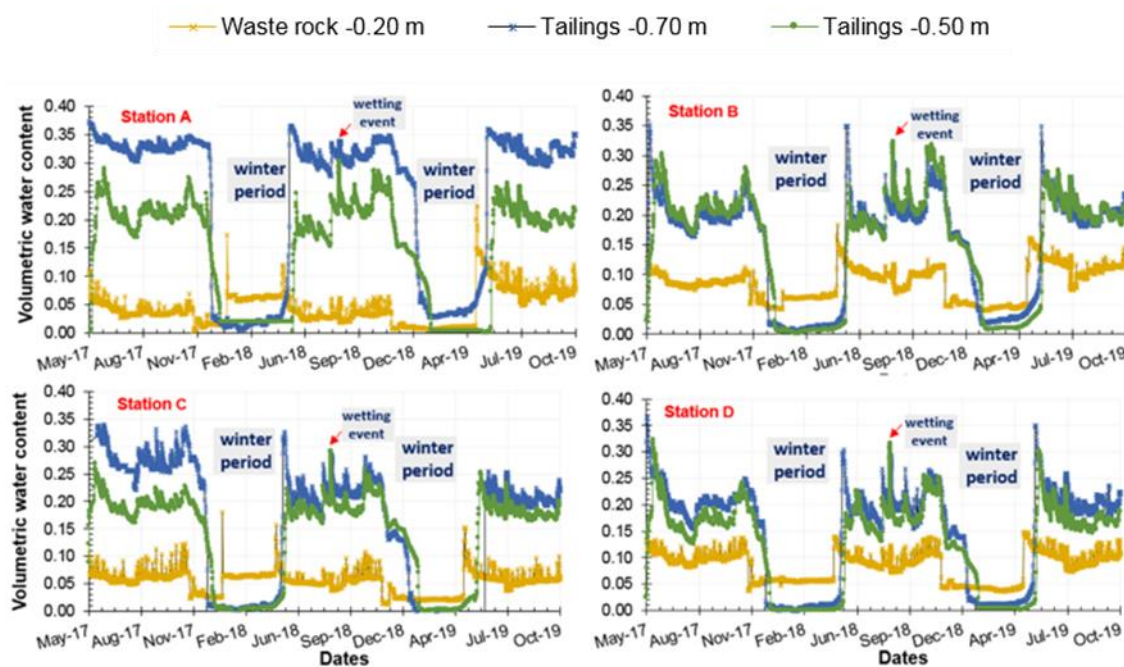 Waste rock -0.20 m Tailings -0.70 m Tailings -0.50 m
Volumetric water content
0.40
0.35
0.30
0.25
0.20
0.15
0.10
0.05
0.00
Station A
wetting
event
winter
period
winter
period
May-17 Aug-17 Nov-17 Feb-18 Jun-18 Sep-18 Dec-18 Apr-19 Jul-19 Oct-19
0.40
0.35
0.30
0.25
0.20
0.15
0.10
0.05
0.00
Station B
wetting
event
winter
period
winter
period
May-17 Aug-17 Nov-17 Feb-18 Jun-18 Sep-18 Dec-18 Apr-19 Jul-19 Oct-19
Volumetric water content
0.40
0.35
0.30
0.25
0.20
0.15
0.10
0.05
0.00
Station C
wetting
event
winter
period
winter
period
May-17 Aug-17 Nov-17 Feb-18 Jun-18 Sep-18 Dec-18 Apr-19 Jul-19 Oct-19
Dates
0.40
0.35
0.30
0.25
0.20
0.15
0.10
0.05
0.00
Station D
wetting
event
winter
period
winter
period
May-17 Aug-17 Nov-17 Feb-18 Jun-18 Sep-18 Dec-18 Apr-19 Jul-19 Oct-19
Dates